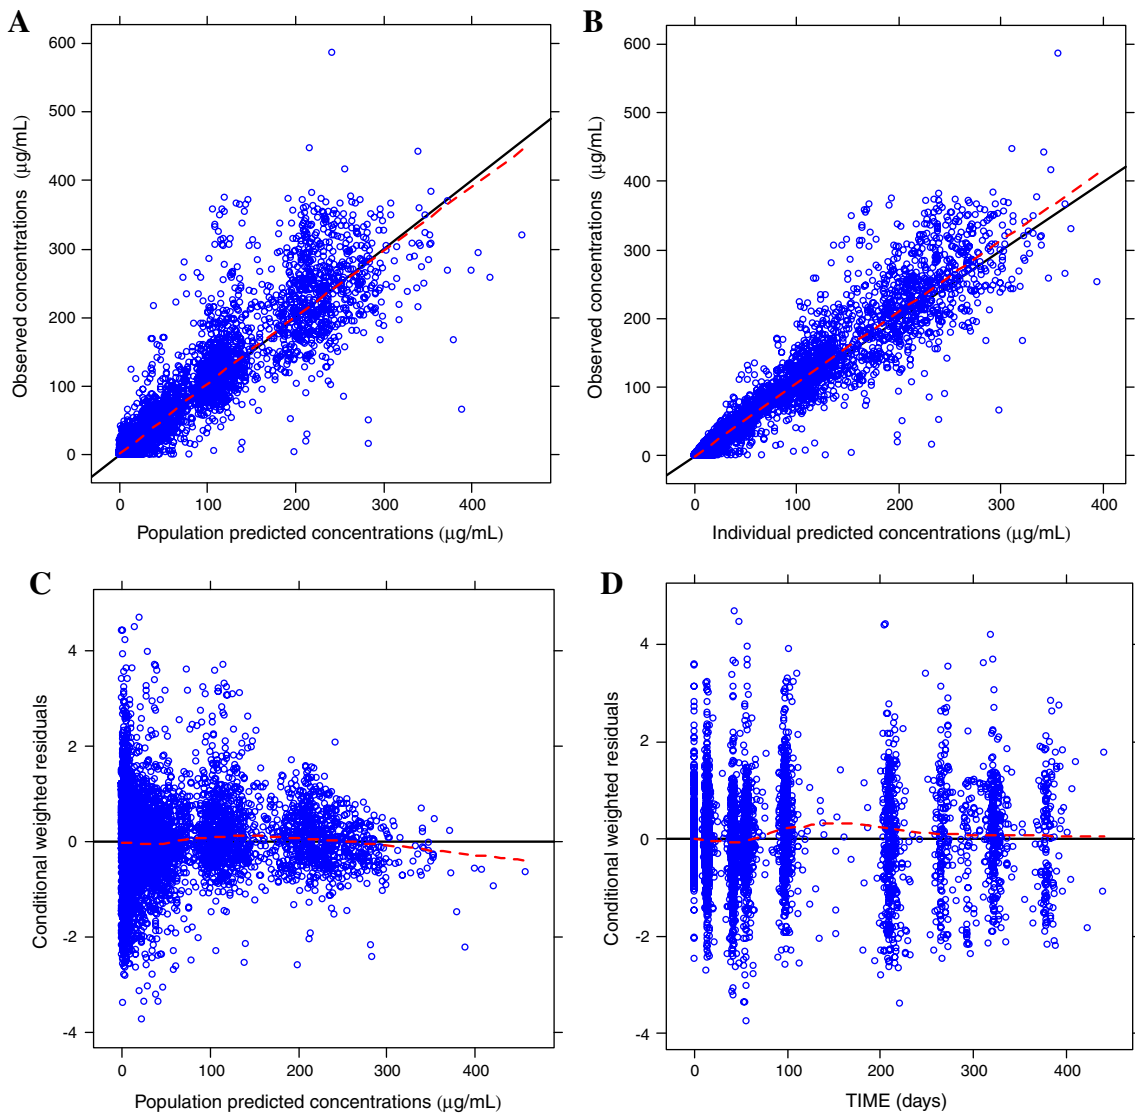 A
600
500
400
300
200
100
0
Observed concentrations (µg/mL)
0 100 200 300 400
Population predicted concentrations (µg/mL)
B
600
500
400
300
200
100
0
Observed concentrations (µg/mL)
0 100 200 300 400
Individual predicted concentrations (µg/mL)
C
4
2
0
-2
-4
Conditional weighted residuals
0 100 200 300 400
Population predicted concentrations (µg/mL)
D
4
2
0
-2
-4
Conditional weighted residuals
0 100 200 300 400
TIME (days)